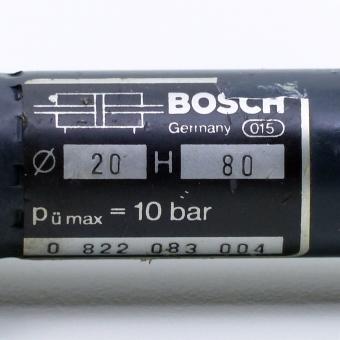 BOSCH
Germany 015
Ø 20 H 80
pü max = 10 bar
0 822 083 004